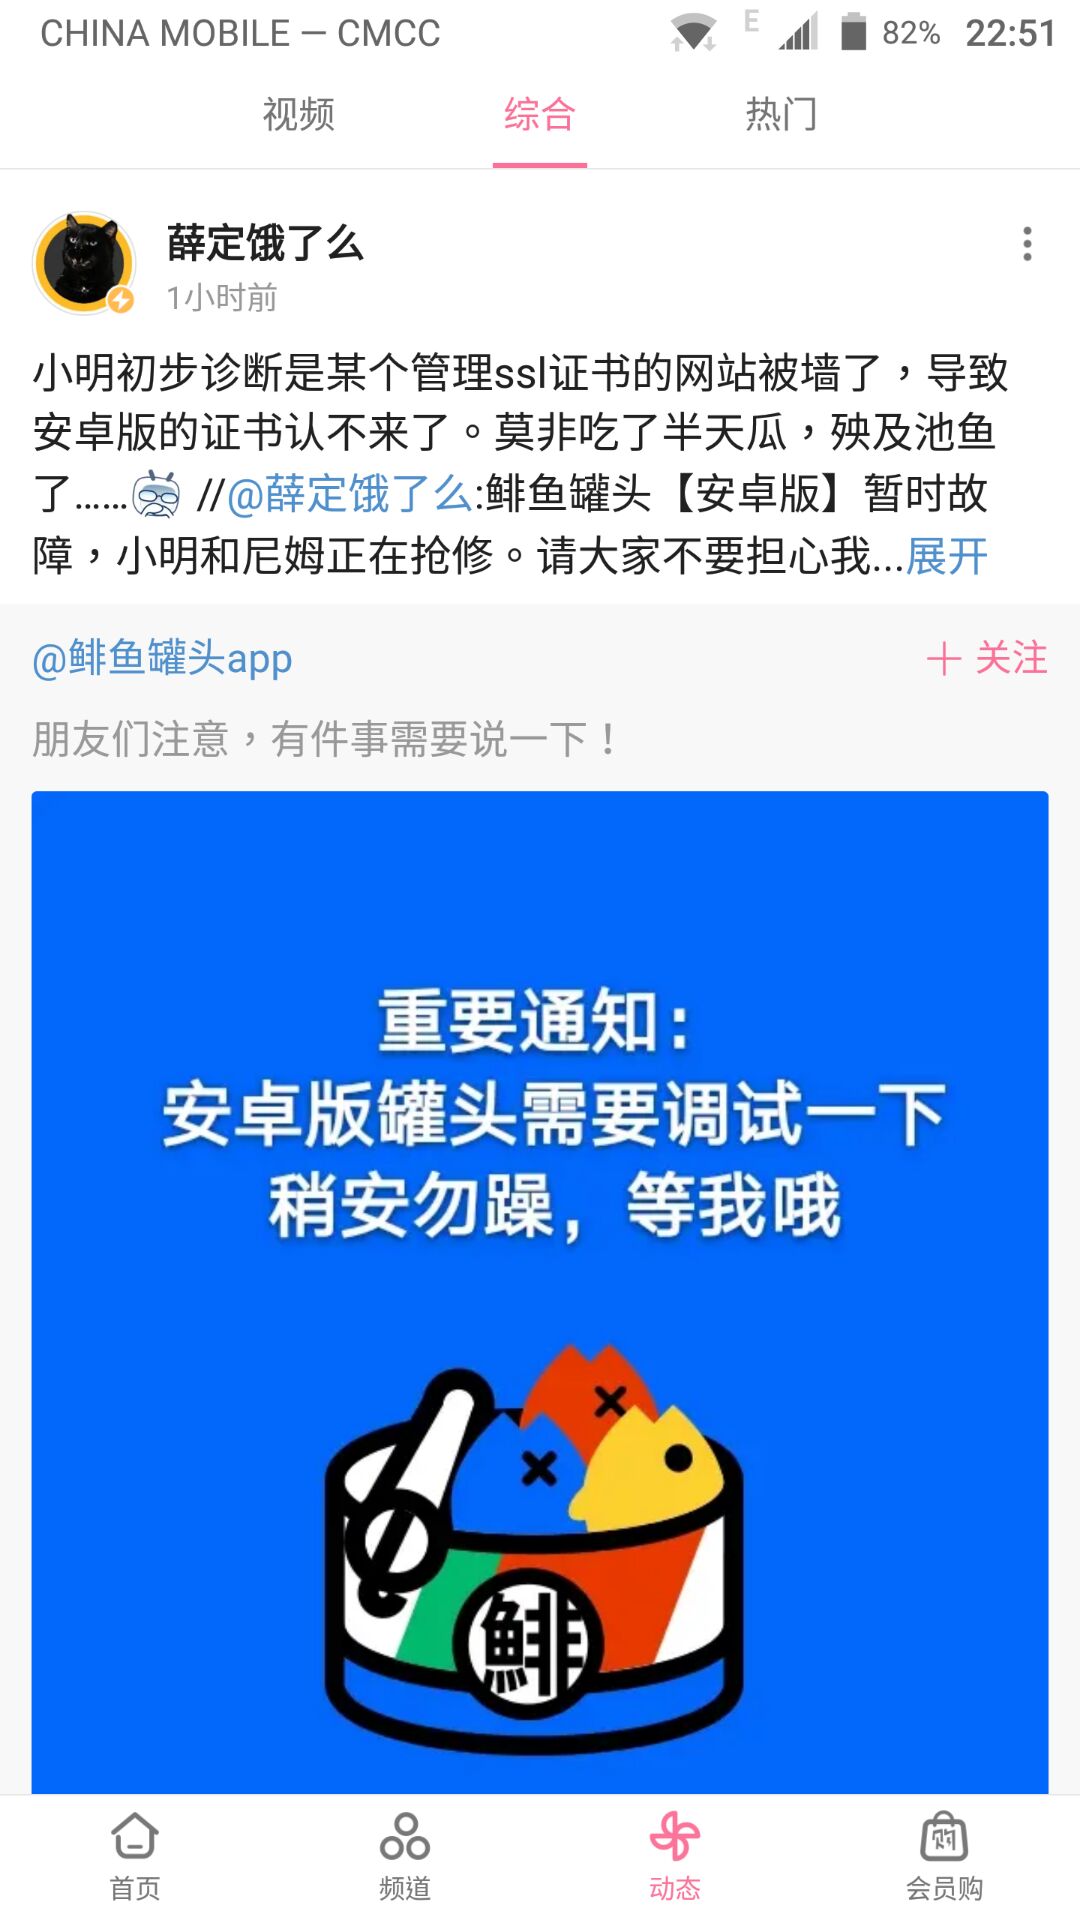 CHINA MOBILE — CMCC
E
82%
22:51
视频
综合
热门
薛定饿了么
1小时前
小明初步诊断是某个管理ssl证书的网站被墙了，导致
安卓版的证书认不来了。莫非吃了半天瓜，殃及池鱼
了…… //@薛定饿了么:鲱鱼罐头【安卓版】暂时故
障，小明和尼姆正在抢修。请大家不要担心我...展开
@鲱鱼罐头app
＋ 关注
朋友们注意，有件事需要说一下！
重要通知：
安卓版罐头需要调试一下
稍安勿躁，等我哦
鯡
首页
频道
动态
购
会员购